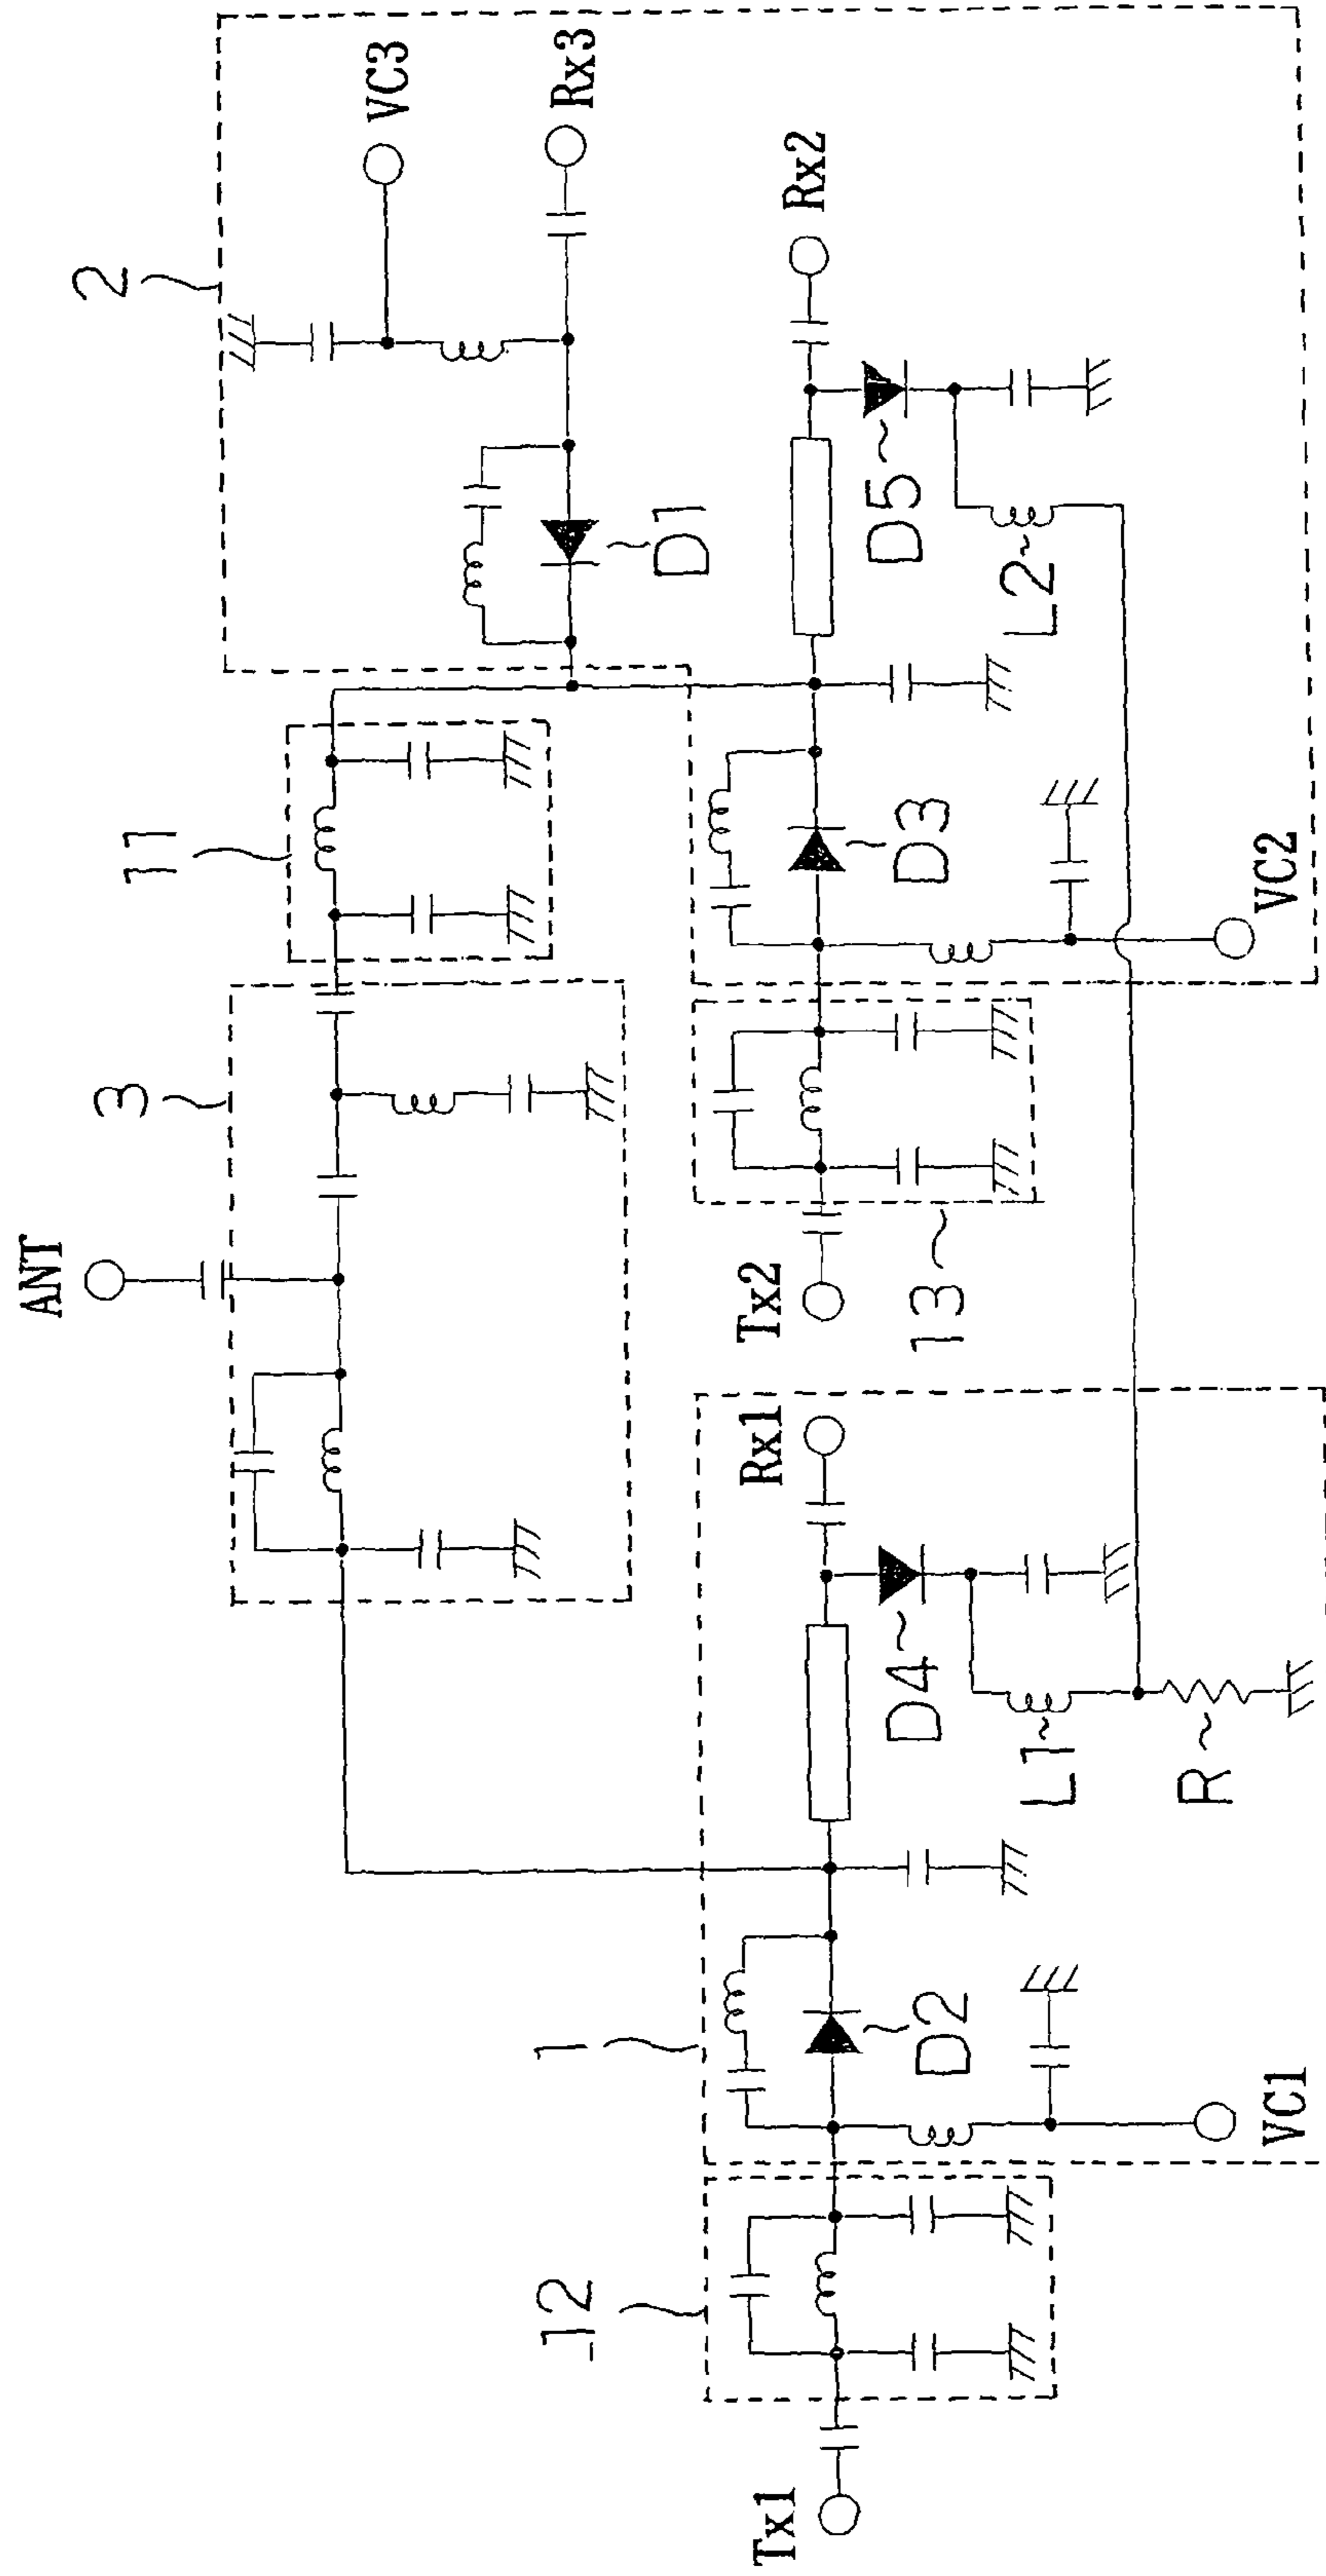 ANT
2
VC3
Rx3
11
3
D1
Rx2
D5
L2
D3
VC2
Tx2
13
Rx1
D4
L1
R
1
D2
VC1
12
Tx1